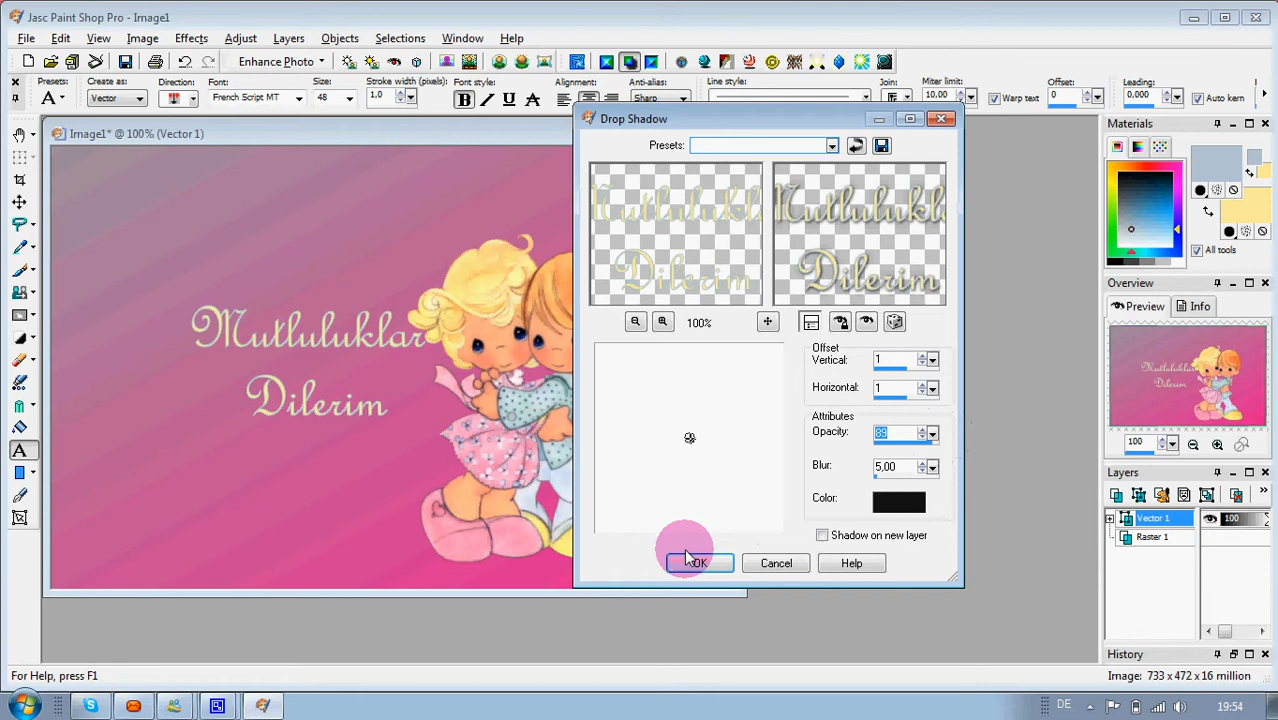 Jasc Paint Shop Pro - Image1
File Edit View Image Effects Adjust Layers Objects Selections Window Help
Enhance Photo
Presets: Create as: Direction: Font: Size: Stroke width (pixels): Font style: Alignment: Anti-alias: Line style: Join: Miter limit: Offset: Leading:
A Vector French Script MT 48 1,0 B I U A Sharp 10,00 Warp text 0 0,000 Auto kern
Image1* @ 100% (Vector 1)
Mutluluklar
Dilerim
Drop Shadow
Presets:
Mutlulukla
Dilerim
Mutlulukla
Dilerim
100%
Offset
Vertical: 1
Horizontal: 1
Attributes
Opacity: 89
Blur: 5,00
Color:
Shadow on new layer
OK Cancel Help
Materials
All tools
Overview
Preview Info
Mutluluklar
Dilerim
100
Layers
Vector 1 100
Raster 1
History
For Help, press F1
Image: 733 x 472 x 16 million
DE 19:54